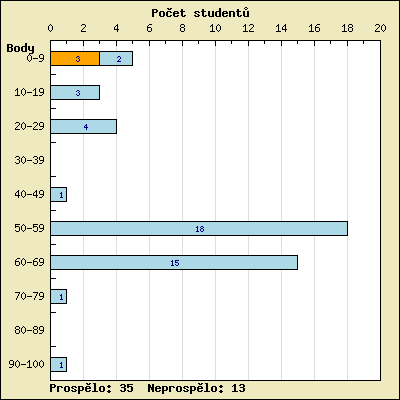 Počet studentů
0 2 4 6 8 10 12 14 16 18 20
Body
0-9 3 2
10-19 3
20-29 4
30-39
40-49 1
50-59 18
60-69 15
70-79 1
80-89
90-100 1
Prospělo: 35 Neprospělo: 13